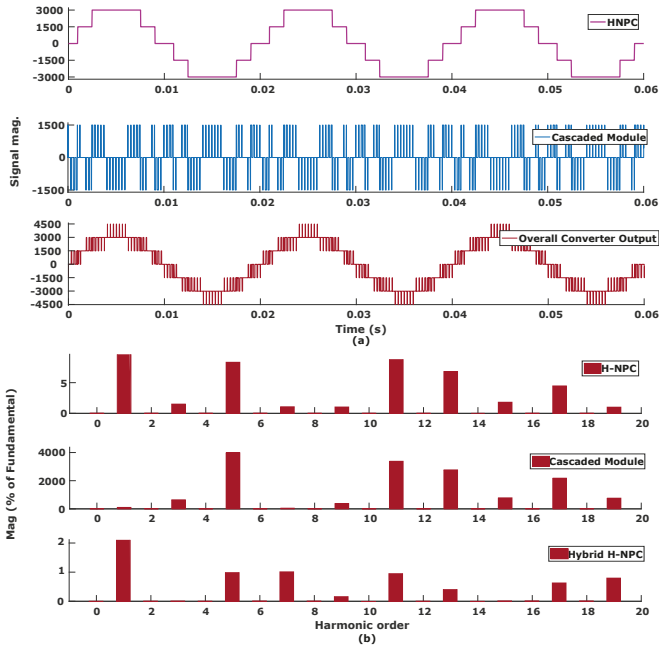 3000
1500
0
-1500
-3000
HNPC
0 0.01 0.02 0.03 0.04 0.05 0.06
Signal mag.
1500
0
-1500
Cascaded Module
0 0.01 0.02 0.03 0.04 0.05 0.06
4500
3000
1500
0
-1500
-3000
-4500
Overall Converter Output
0 0.01 0.02 0.03 0.04 0.05 0.06
Time (s)
(a)
Mag (% of Fundamental)
5
0
H-NPC
0 2 4 6 8 10 12 14 16 18 20
4000
2000
0
Cascaded Module
0 2 4 6 8 10 12 14 16 18 20
2
1
0
Hybrid H-NPC
0 2 4 6 8 10 12 14 16 18 20
Harmonic order
(b)